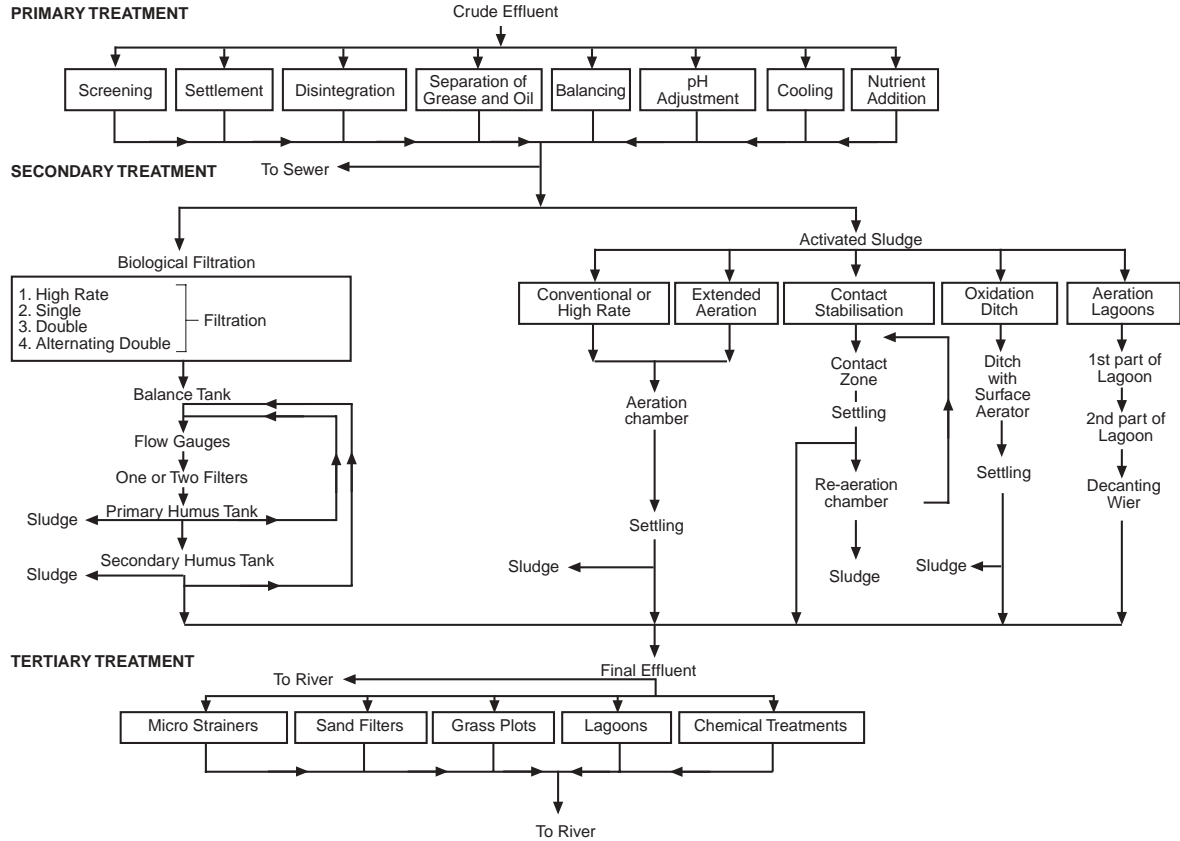 PRIMARY TREATMENT
Crude Effluent
Screening
Settlement
Disintegration
Separation of
Grease and Oil
Balancing
pH
Adjustment
Cooling
Nutrient
Addition
SECONDARY TREATMENT
To Sewer
Biological Filtration
1. High Rate
2. Single
3. Double
4. Alternating Double
Filtration
Balance Tank
Flow Gauges
One or Two Filters
Primary Humus Tank
Sludge
Secondary Humus Tank
Sludge
Activated Sludge
Conventional or
High Rate
Extended
Aeration
Aeration
chamber
Settling
Sludge
Contact
Stabilisation
Contact
Zone
Settling
Re-aeration
chamber
Sludge
Oxidation
Ditch
Ditch
with
Surface
Aerator
Settling
Sludge
Aeration
Lagoons
1st part of
Lagoon
2nd part of
Lagoon
Decanting
Wier
TERTIARY TREATMENT
Final Effluent
To River
Micro Strainers
Sand Filters
Grass Plots
Lagoons
Chemical Treatments
To River